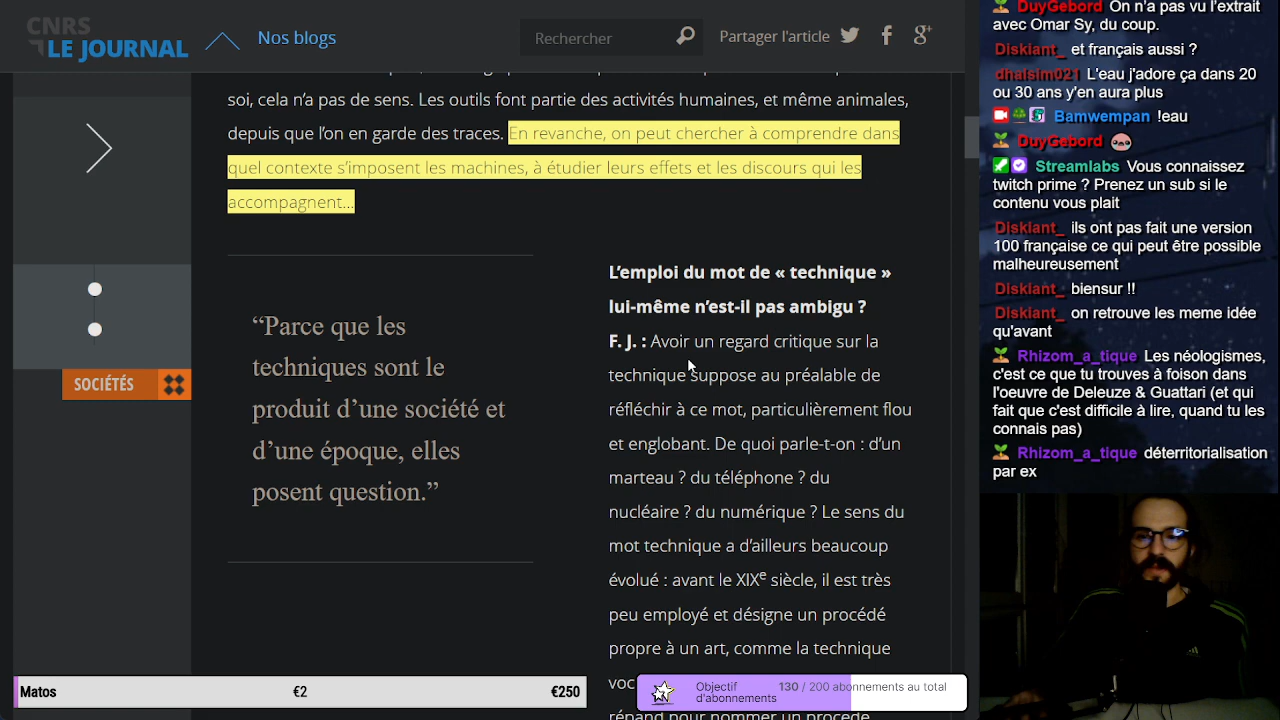 CNRS
LE JOURNAL
Nos blogs
Rechercher
Partager l'article
soi, cela n’a pas de sens. Les outils font partie des activités humaines, et même animales,
depuis que l’on en garde des traces. En revanche, on peut chercher à comprendre dans
quel contexte s’imposent les machines, à étudier leurs effets et les discours qui les
accompagnent…
SOCIÉTÉS
“Parce que les
techniques sont le
produit d’une société et
d’une époque, elles
posent question.”
L’emploi du mot de « technique »
lui-même n’est-il pas ambigu ?
F. J. : Avoir un regard critique sur la
technique suppose au préalable de
réfléchir à ce mot, particulièrement flou
et englobant. De quoi parle-t-on : d’un
marteau ? du téléphone ? du
nucléaire ? du numérique ? Le sens du
mot technique a d’ailleurs beaucoup
évolué : avant le XIXe siècle, il est très
peu employé et désigne un procédé
propre à un art, comme la technique
voc
répand pour nommer un procédé
Matos
€2
€250
Objectif
d'abonnements
130 / 200 abonnements au total
DuyGebord On n'a pas vu l'extrait
avec Omar Sy, du coup.
Diskiant_ et français aussi ?
dhalsim021 L'eau j'adore ça dans 20
ou 30 ans y'en aura plus
Bamwempan !eau
DuyGebord
Streamlabs Vous connaissez
twitch prime ? Prenez un sub si le
contenu vous plait
Diskiant_ ils ont pas fait une version
100 française ce qui peut être possible
malheureusement
Diskiant_ biensur !!
Diskiant_ on retrouve les meme idée
qu'avant
Rhizom_a_tique Les néologismes,
c'est ce que tu trouves à foison dans
l'oeuvre de Deleuze & Guattari (et qui
fait que c'est difficile à lire, quand tu les
connais pas)
Rhizom_a_tique déterritorialisation
par ex